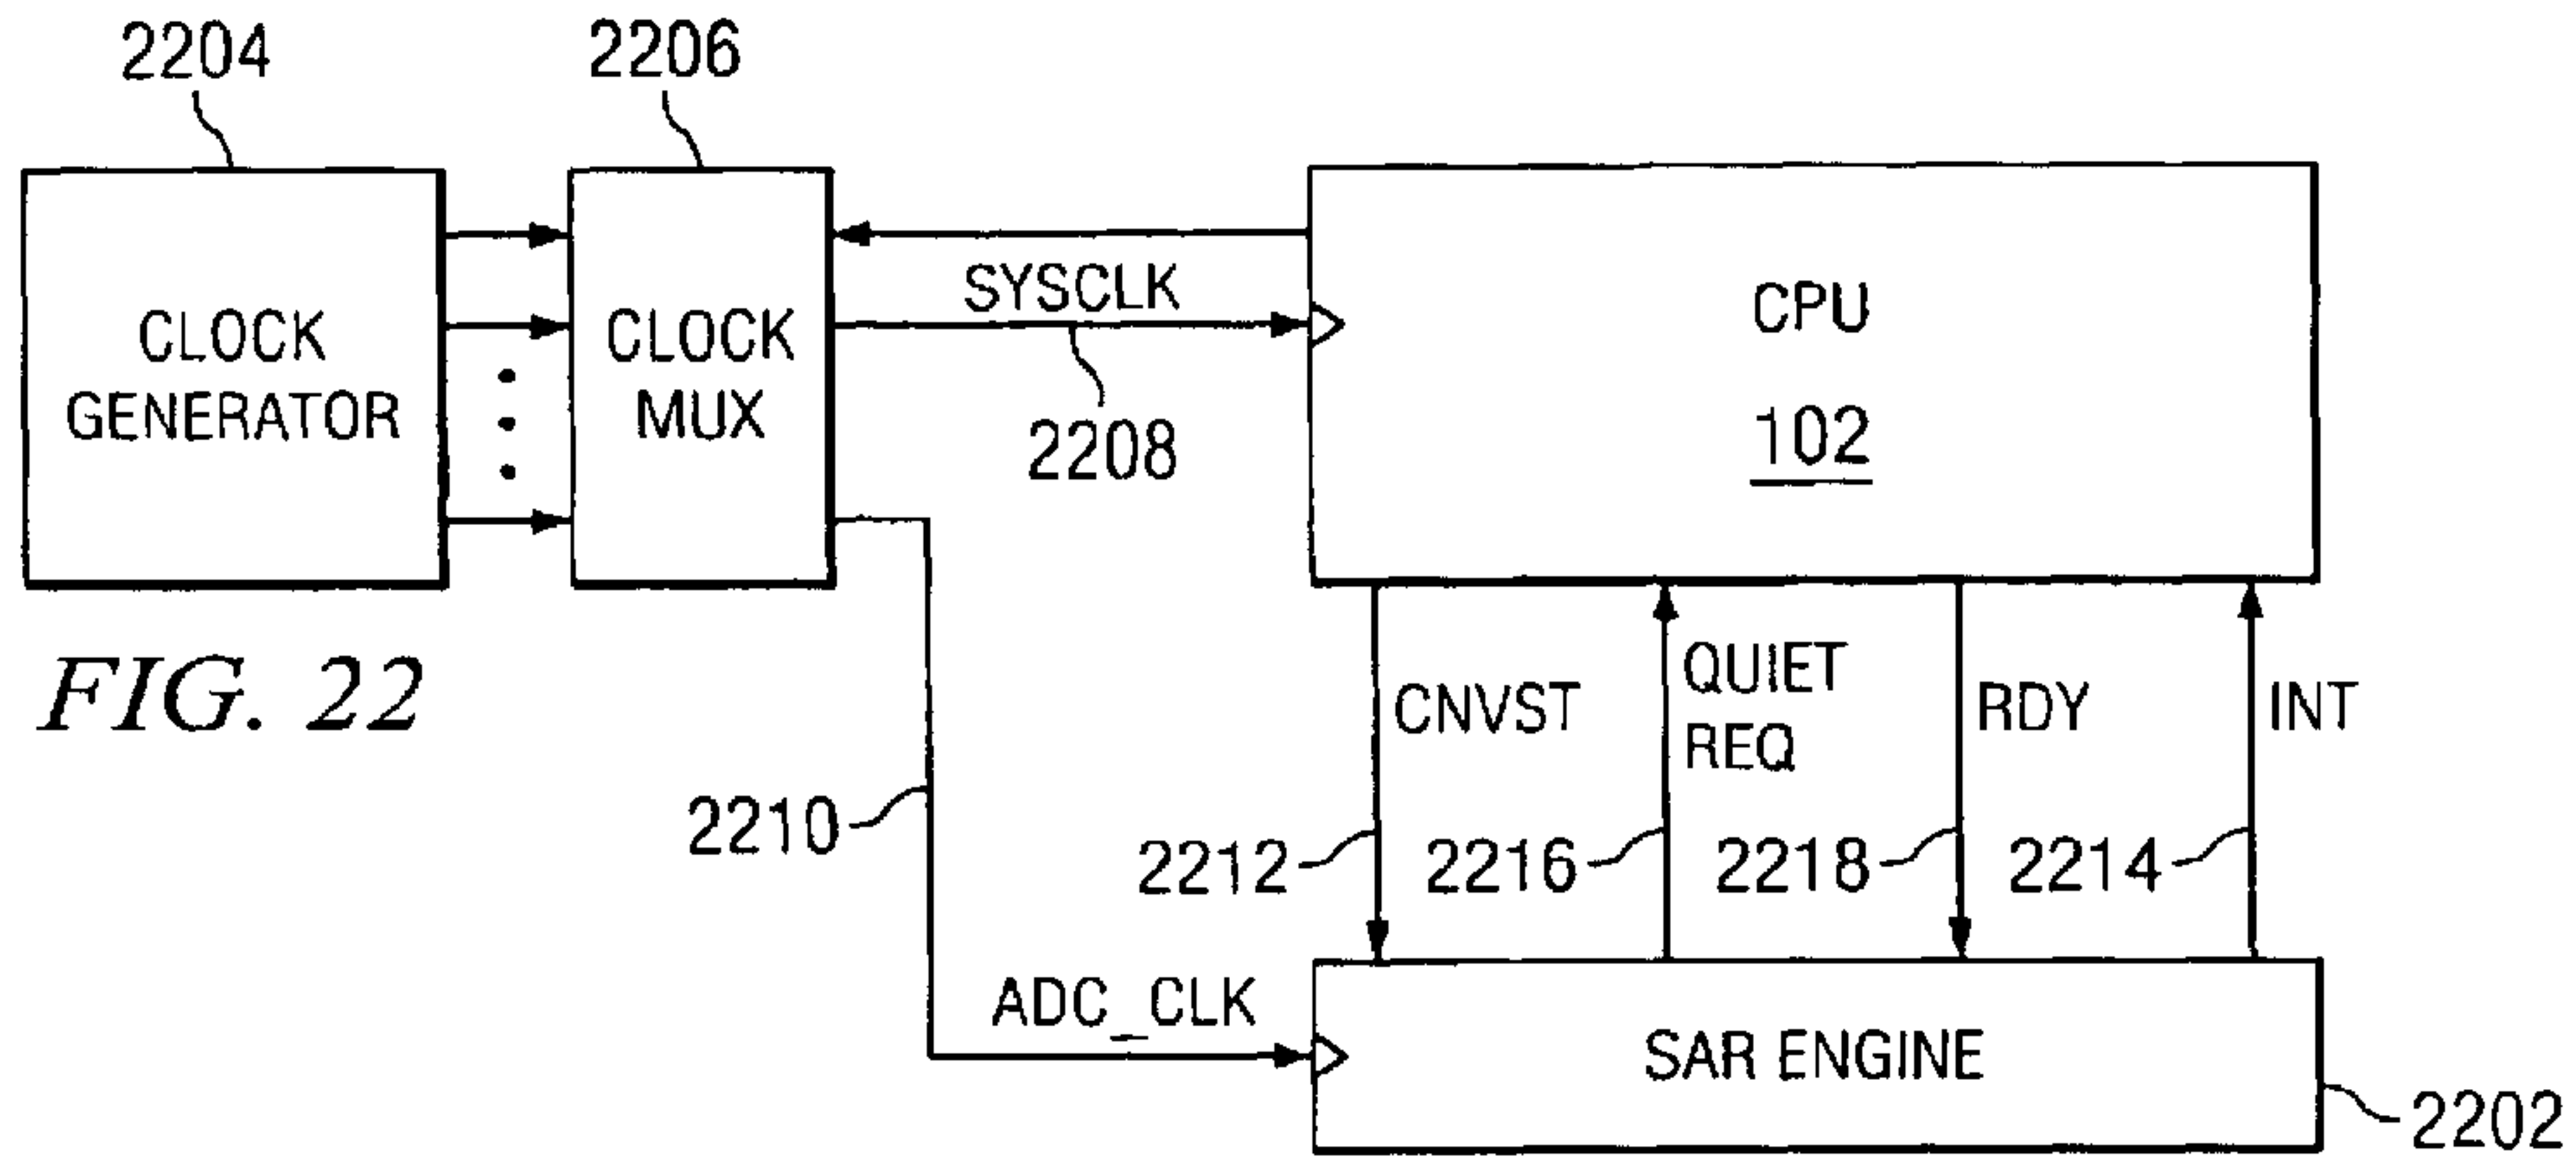 2204
2206
CLOCK
GENERATOR
CLOCK
MUX
SYSCLK
2208
CPU
102
FIG. 22
2210
CNVST
QUIET
REQ
RDY
INT
2212
2216
2218
2214
ADC_CLK
SAR ENGINE
2202